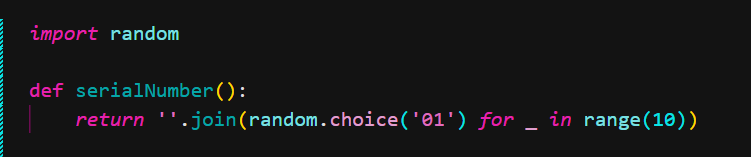 import random
def serialNumber():
    return ''.join(random.choice('01') for _ in range(10))